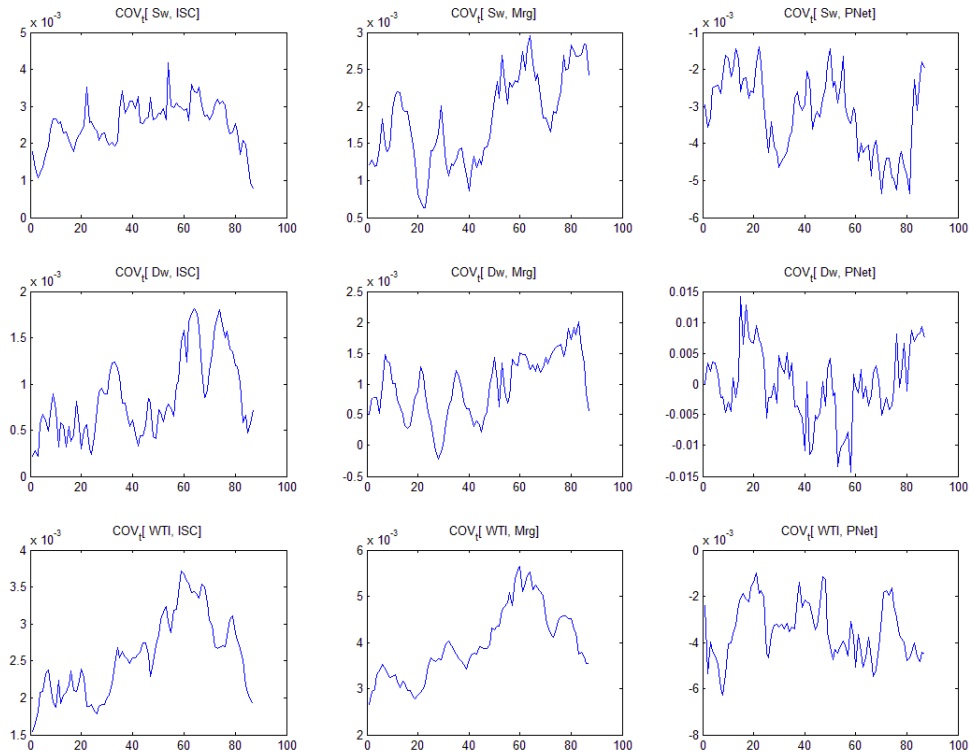 COVt[ Sw, ISC]
x 10^-3
5
4
3
2
1
0
0 20 40 60 80 100
COVt[ Sw, Mrg]
x 10^-3
3
2.5
2
1.5
1
0.5
0 20 40 60 80 100
COVt[ Sw, PNet]
x 10^-3
-1
-2
-3
-4
-5
-6
0 20 40 60 80 100
COVt[ Dw, ISC]
x 10^-3
2
1.5
1
0.5
0
0 20 40 60 80 100
COVt[ Dw, Mrg]
x 10^-3
2.5
2
1.5
1
0.5
0
-0.5
0 20 40 60 80 100
COVt[ Dw, PNet]
0.015
0.01
0.005
0
-0.005
-0.01
-0.015
0 20 40 60 80 100
COVt[ WTI, ISC]
x 10^-3
4
3.5
3
2.5
2
1.5
0 20 40 60 80 100
COVt[ WTI, Mrg]
x 10^-3
6
5
4
3
2
0 20 40 60 80 100
COVt[ WTI, PNet]
x 10^-3
0
-2
-4
-6
-8
0 20 40 60 80 100